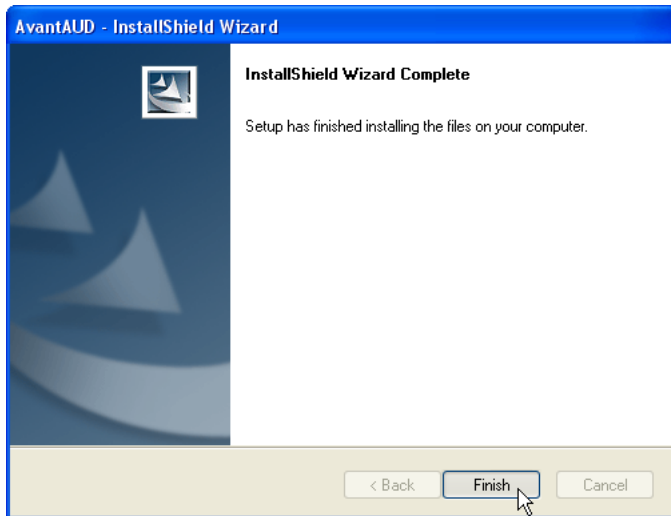 AvantAUD - InstallShield Wizard
InstallShield Wizard Complete
Setup has finished installing the files on your computer.
< Back
Finish
Cancel